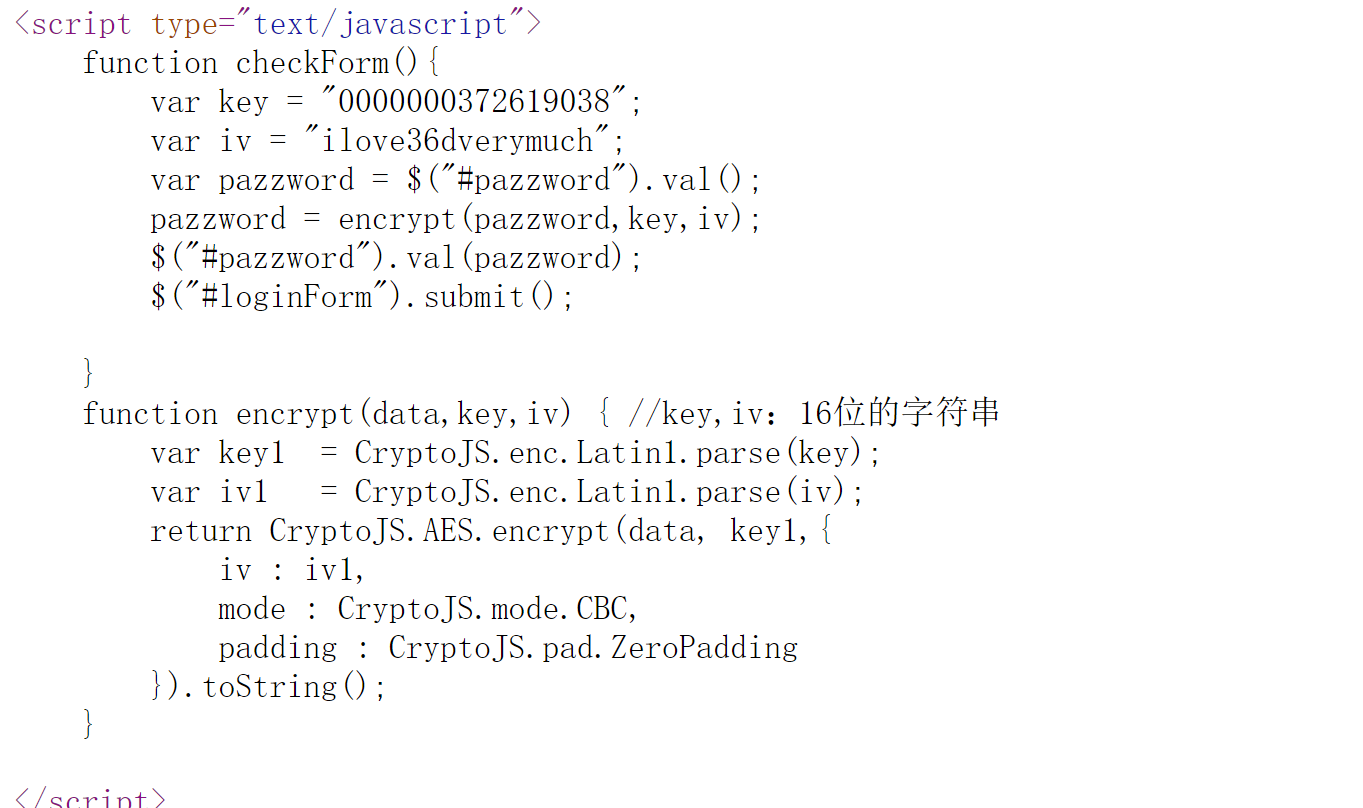 <script type="text/javascript">
    function checkForm(){
        var key = "0000000372619038";
        var iv = "ilove36dverymuch";
        var pazzword = $("#pazzword").val();
        pazzword = encrypt(pazzword,key,iv);
        $("#pazzword").val(pazzword);
        $("#loginForm").submit();
    }
    function encrypt(data,key,iv) { //key,iv：16位的字符串
        var key1  = CryptoJS.enc.Latin1.parse(key);
        var iv1   = CryptoJS.enc.Latin1.parse(iv);
        return CryptoJS.AES.encrypt(data, key1,{
            iv : iv1,
            mode : CryptoJS.mode.CBC,
            padding : CryptoJS.pad.ZeroPadding
        }).toString();
    }
</script>